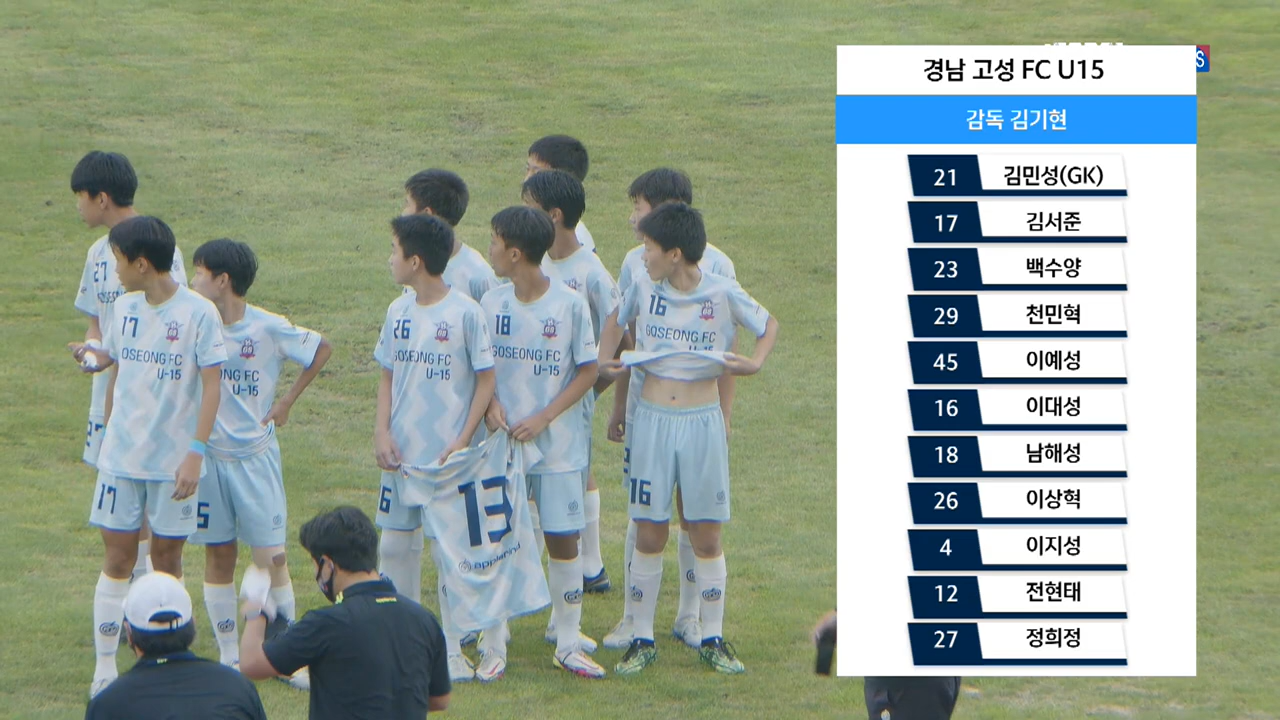 경남 고성 FC U15
감독 김기현
21 김민성(GK)
17 김서준
23 백수양
29 천민혁
45 이예성
16 이대성
18 남해성
26 이상혁
4 이지성
12 전현태
27 정희정
27
17
GOSEONG FC
U-15
17
26
GOSEONG FC
U-15
18
GOSEONG FC
U-15
16
GOSEONG FC
U-15
16
13
applemind